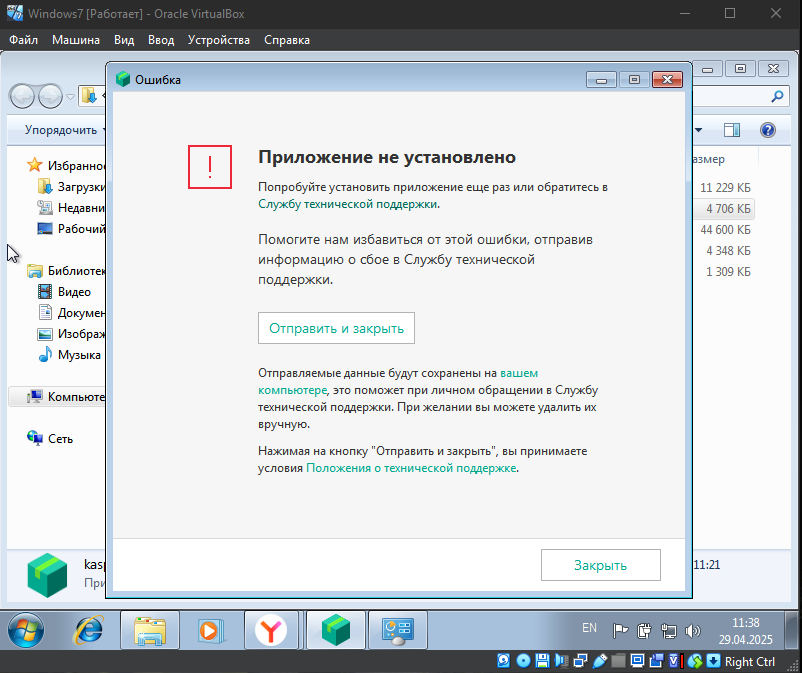 Windows7 [Работает] - Oracle VirtualBox
Файл Машина Вид Ввод Устройства Справка
Ошибка
Упорядочить
Избранно
Загрузки
Недавни
Рабочий
Библиотек
Видео
Докумен
Изображ
Музыка
Компьюте
Сеть
!
Приложение не установлено
Попробуйте установить приложение еще раз или обратитесь в
Службу технической поддержки.
Помогите нам избавиться от этой ошибки, отправив
информацию о сбое в Службу технической
поддержки.
Отправить и закрыть
Отправляемые данные будут сохранены на вашем
компьютере, это поможет при личном обращении в Службу
технической поддержки. При желании вы можете удалить их
вручную.
Нажимая на кнопку "Отправить и закрыть", вы принимаете
условия Положения о технической поддержке.
Закрыть
азмер
11 229 КБ
4 706 КБ
44 600 КБ
4 348 КБ
1 309 КБ
kasp
При
11:21
EN
11:38
29.04.2025
Right Ctrl